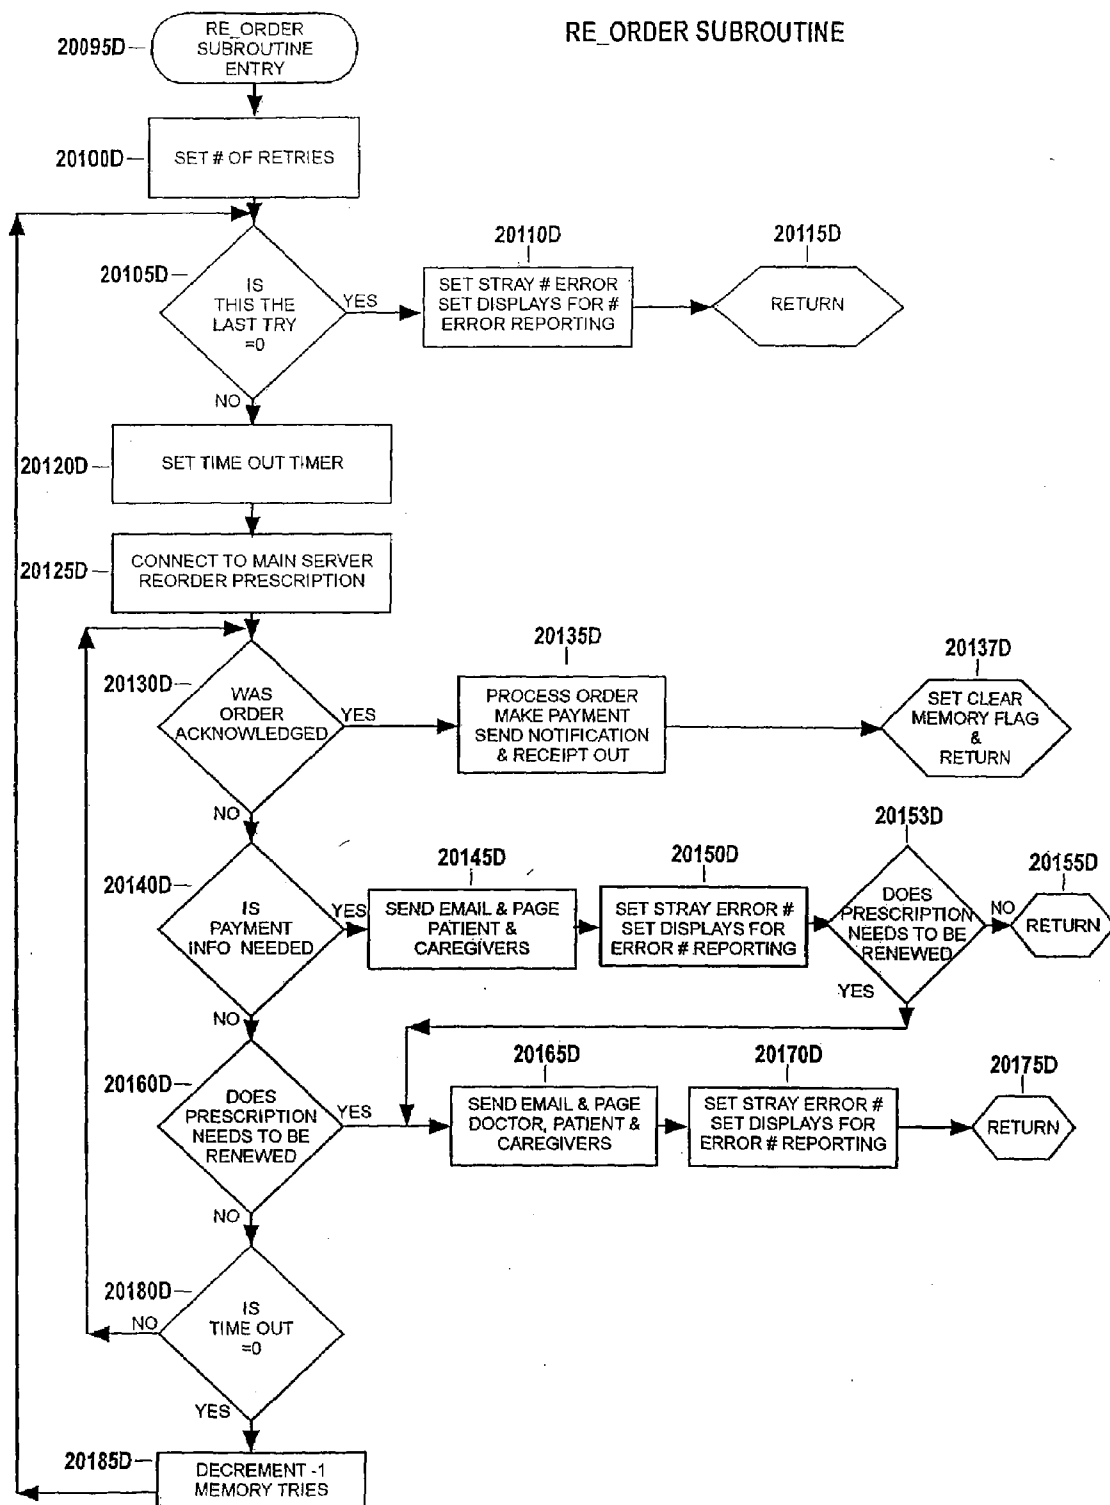 RE_ORDER SUBROUTINE
20095D
RE_ORDER
SUBROUTINE
ENTRY
20100D
SET # OF RETRIES
20105D
IS
THIS THE
LAST TRY
=0
YES
NO
20110D
SET STRAY # ERROR
SET DISPLAYS FOR #
ERROR REPORTING
20115D
RETURN
20120D
SET TIME OUT TIMER
20125D
CONNECT TO MAIN SERVER
REORDER PRESCRIPTION
20130D
WAS
ORDER
ACKNOWLEDGED
YES
NO
20135D
PROCESS ORDER
MAKE PAYMENT
SEND NOTIFICATION
& RECEIPT OUT
20137D
SET CLEAR
MEMORY FLAG
&
RETURN
20140D
IS
PAYMENT
INFO NEEDED
YES
NO
20145D
SEND EMAIL & PAGE
PATIENT &
CAREGIVERS
20150D
SET STRAY ERROR #
SET DISPLAYS FOR
ERROR # REPORTING
20153D
DOES
PRESCRIPTION
NEEDS TO BE
RENEWED
NO
YES
20155D
RETURN
20160D
DOES
PRESCRIPTION
NEEDS TO BE
RENEWED
YES
NO
20165D
SEND EMAIL & PAGE
DOCTOR, PATIENT &
CAREGIVERS
20170D
SET STRAY ERROR #
SET DISPLAYS FOR
ERROR # REPORTING
20175D
RETURN
20180D
IS
TIME OUT
=0
NO
YES
20185D
DECREMENT -1
MEMORY TRIES